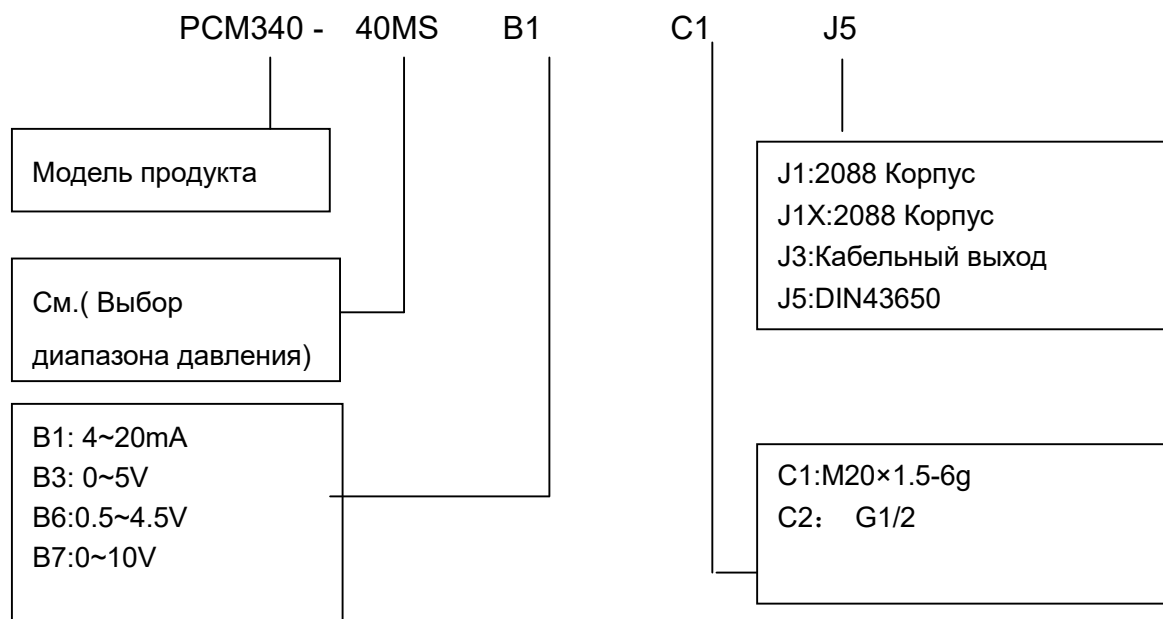 PCM340 - 40MS B1 C1 J5
Модель продукта
См.( Выбор
диапазона давления)
B1: 4~20mA
B3: 0~5V
B6:0.5~4.5V
B7:0~10V
J1:2088 Корпус
J1X:2088 Корпус
J3:Кабельный выход
J5:DIN43650
C1:M20×1.5-6g
C2： G1/2